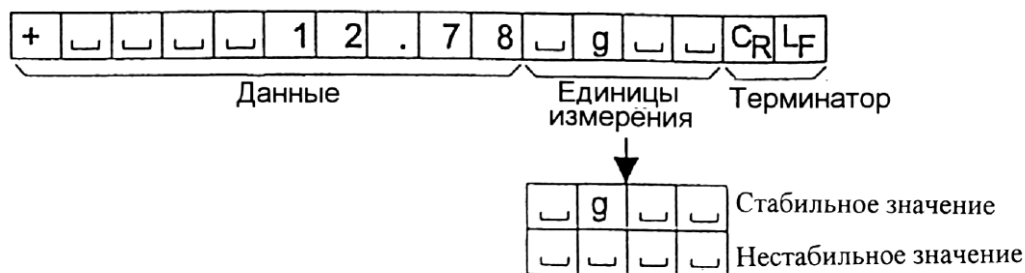 + ␣ ␣ ␣ ␣ 1 2 . 7 8 ␣ g ␣ ␣ CR LF
Данные Единицы измерения Терминатор
␣ g ␣ ␣ Стабильное значение
␣ ␣ ␣ ␣ Нестабильное значение